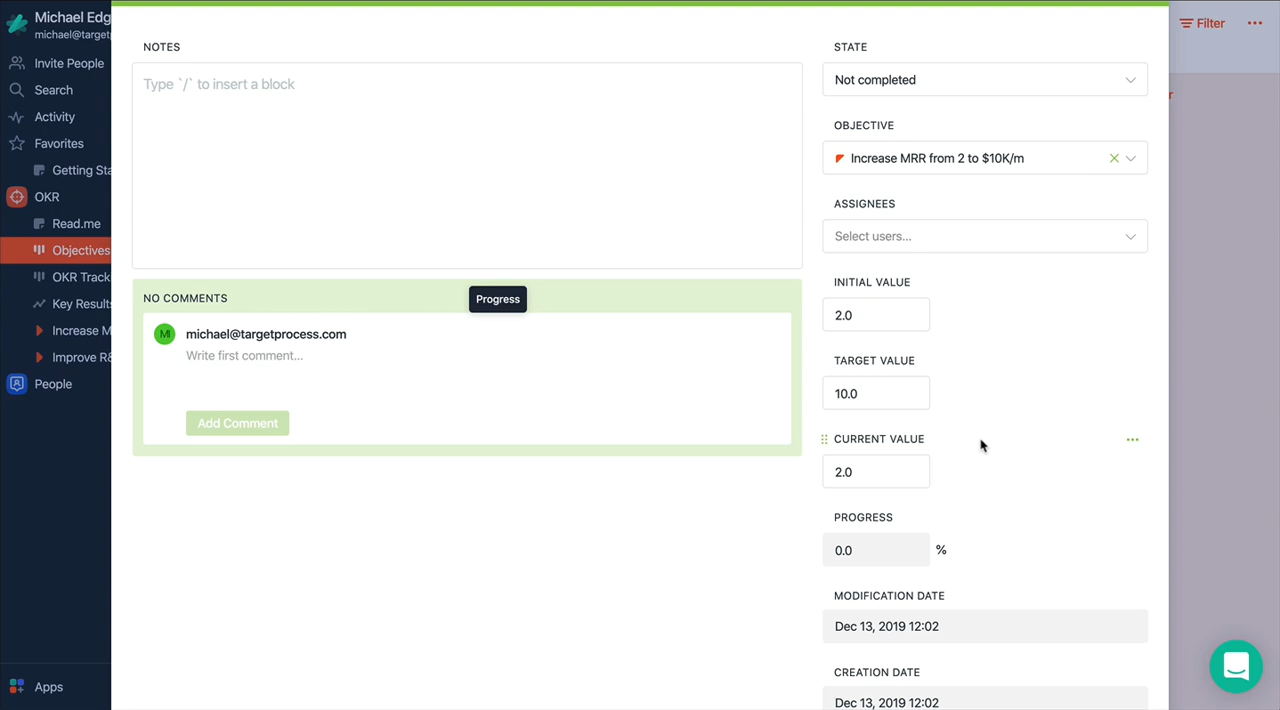 Michael Edg
michael@target
Invite People
Search
Activity
Favorites
Getting Sta
OKR
Read.me
Objectives
OKR Track
Key Results
Increase M
Improve R&
People
Apps
NOTES
Type `/` to insert a block
NO COMMENTS
Progress
MI
michael@targetprocess.com
Write first comment...
Add Comment
STATE
Not completed
OBJECTIVE
Increase MRR from 2 to $10K/m
ASSIGNEES
Select users...
INITIAL VALUE
2.0
TARGET VALUE
10.0
CURRENT VALUE
2.0
PROGRESS
0.0 %
MODIFICATION DATE
Dec 13, 2019 12:02
CREATION DATE
Dec 13, 2019 12:02
Filter
r